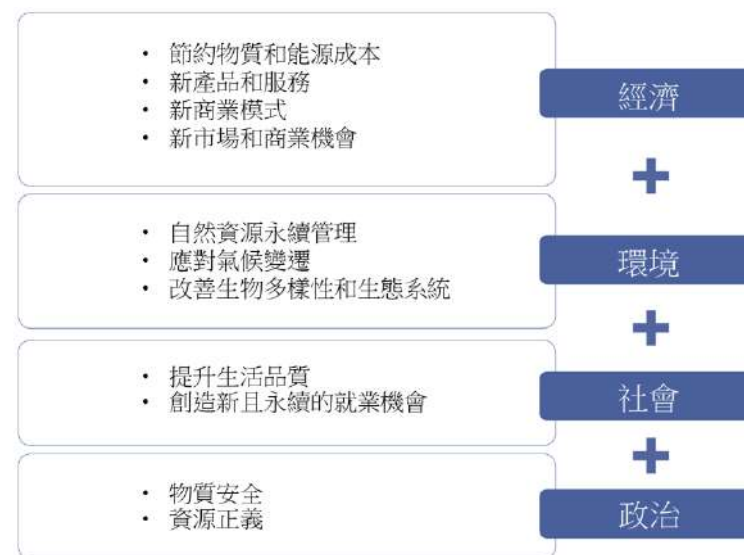 • 節約物質和能源成本
• 新產品和服務
• 新商業模式
• 新市場和商業機會
經濟
+
• 自然資源永續管理
• 應對氣候變遷
• 改善生物多樣性和生態系統
環境
+
• 提升生活品質
• 創造新且永續的就業機會
社會
+
• 物質安全
• 資源正義
政治